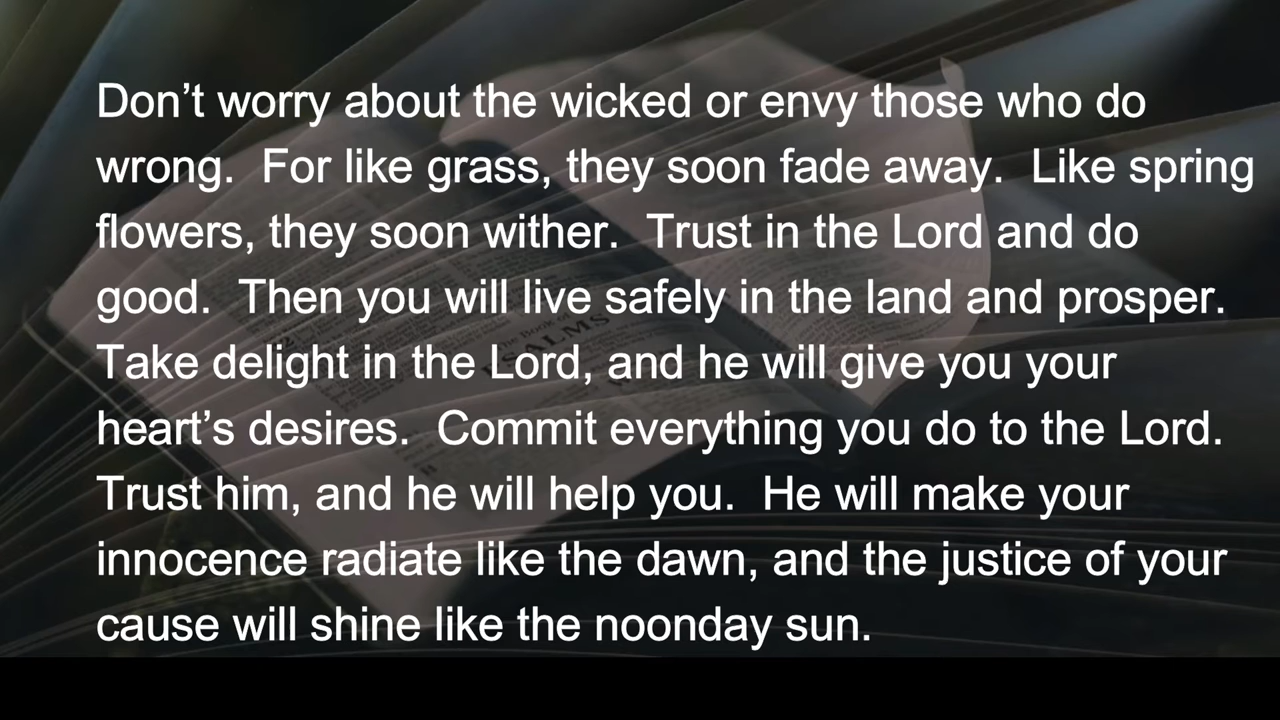 Don’t worry about the wicked or envy those who do
wrong.  For like grass, they soon fade away.  Like spring
flowers, they soon wither.  Trust in the Lord and do
good.  Then you will live safely in the land and prosper.
Take delight in the Lord, and he will give you your
heart’s desires.  Commit everything you do to the Lord.
Trust him, and he will help you.  He will make your
innocence radiate like the dawn, and the justice of your
cause will shine like the noonday sun.
The Book of
PSALMS